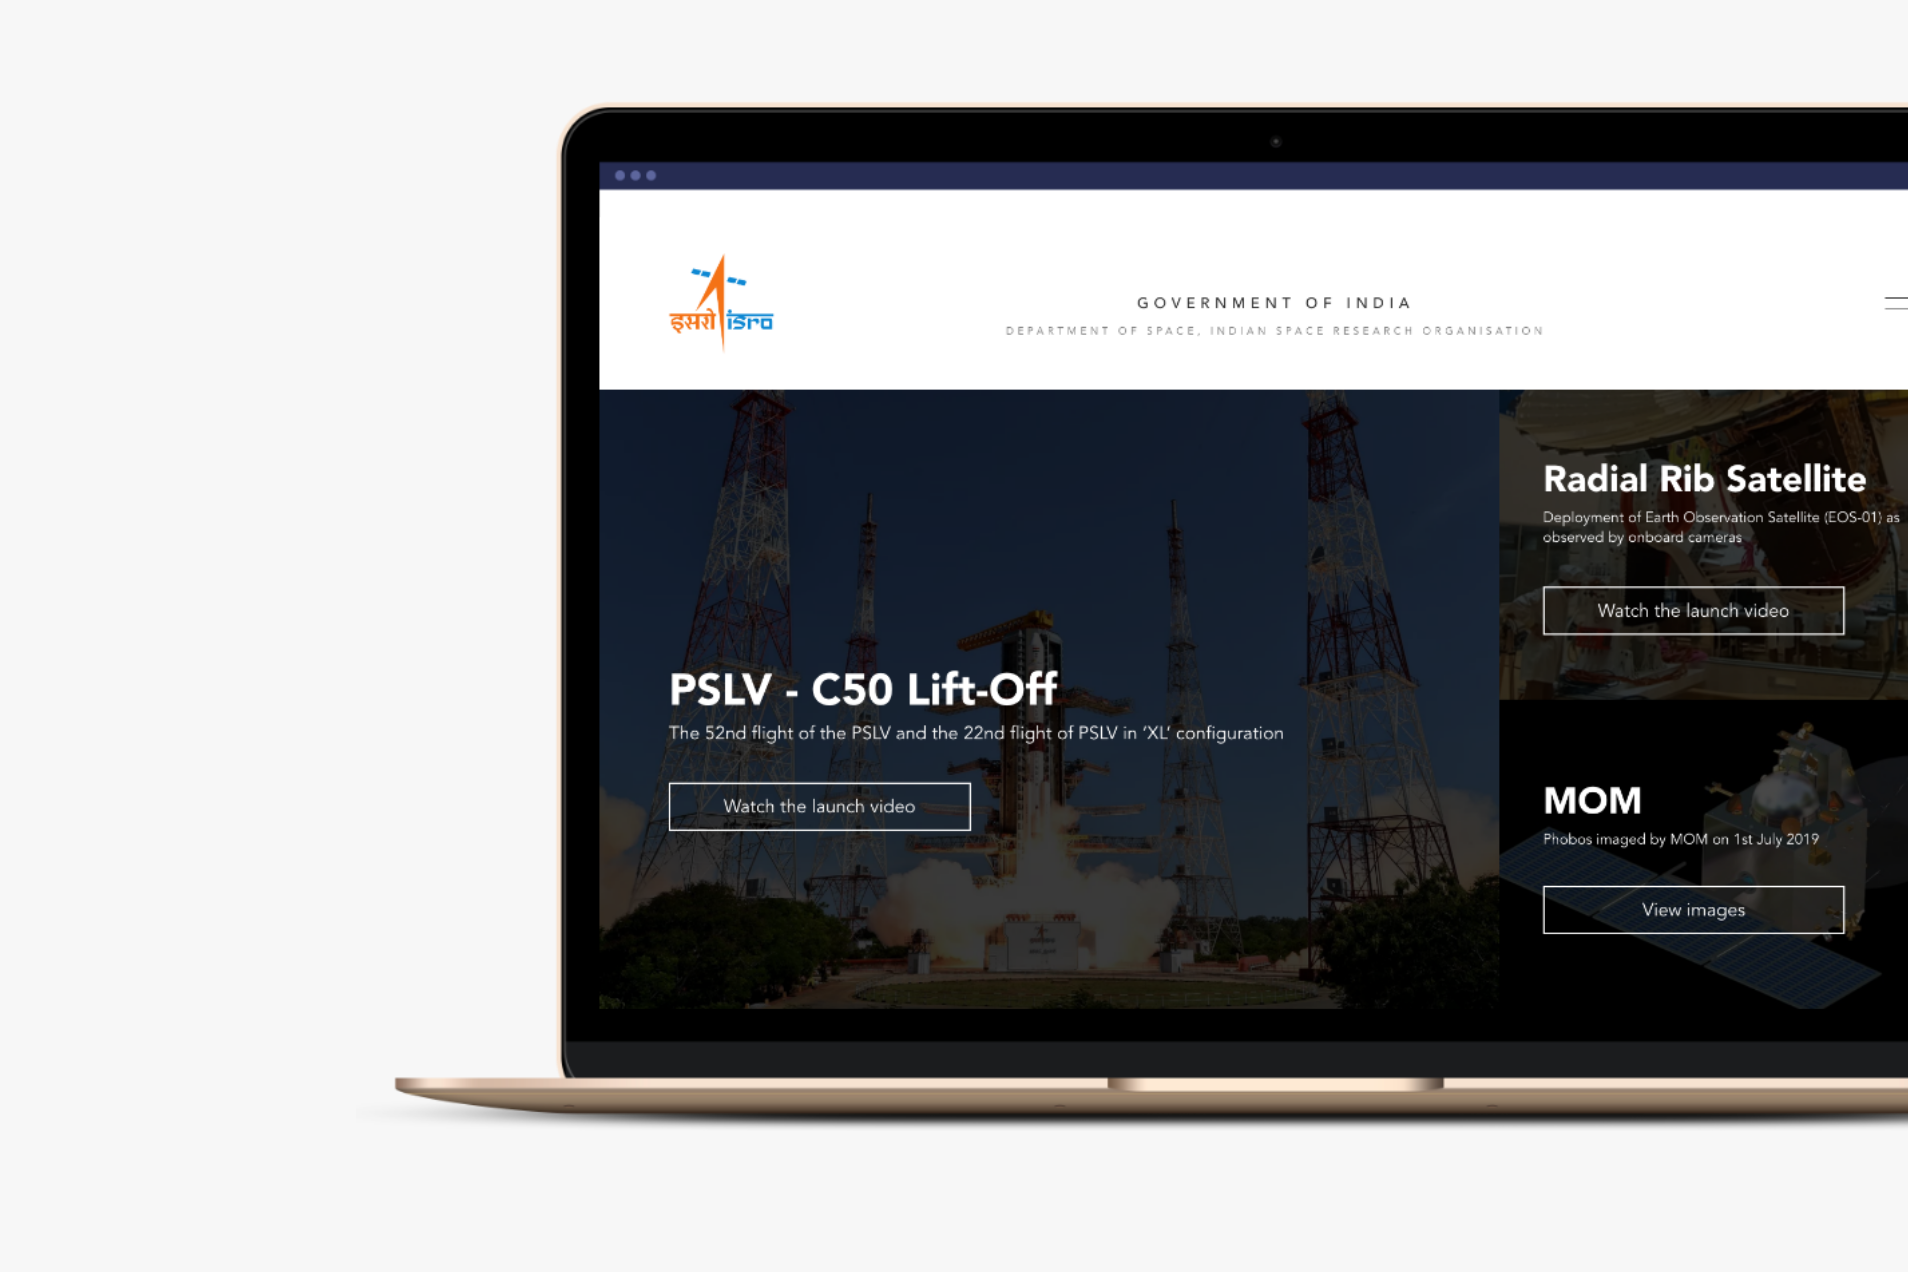 इसरो isro
GOVERNMENT OF INDIA
DEPARTMENT OF SPACE, INDIAN SPACE RESEARCH ORGANISATION
PSLV - C50 Lift-Off
The 52nd flight of the PSLV and the 22nd flight of PSLV in ‘XL’ configuration
Watch the launch video
Radial Rib Satellite
Deployment of Earth Observation Satellite (EOS-01) as
observed by onboard cameras
Watch the launch video
MOM
Phobos imaged by MOM on 1st July 2019
View images